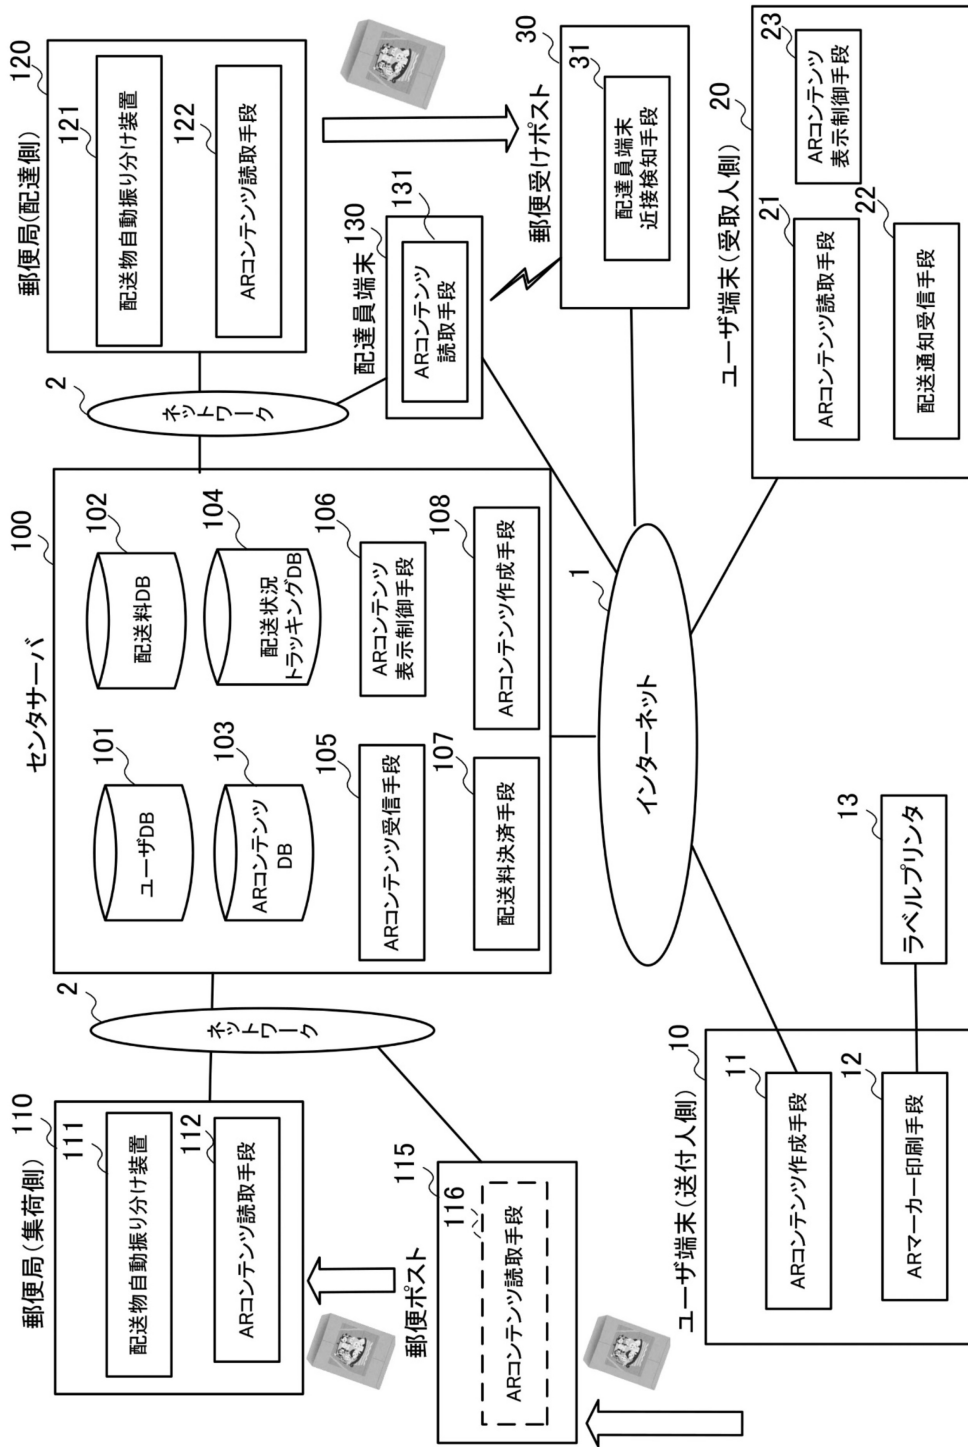 郵便局(集荷側)
110
111
配送物自動振り分け装置
112
ARコンテンツ読取手段
郵便ポスト
115
116
ARコンテンツ読取手段
ユーザ端末(送付人側)
10
11
ARコンテンツ作成手段
12
ARマーカー印刷手段
13
ラベルプリンタ
2
ネット
ワーク
センタサーバ
100
101
ユーザDB
102
配送料DB
103
ARコンテンツ
DB
104
配送状況
トラッキングDB
105
ARコンテンツ受信手段
106
ARコンテンツ
表示制御手段
107
配送料決済手段
108
ARコンテンツ作成手段
1
インターネット
2
ネット
ワーク
郵便局(配達側)
120
121
配送物自動振り分け装置
122
ARコンテンツ読取手段
配達員端末
130
131
ARコンテンツ
読取手段
郵便受けポスト
30
31
配達員端末
近接検知手段
ユーザ端末(受取人側)
20
21
ARコンテンツ読取手段
22
配送通知受信手段
23
ARコンテンツ
表示制御手段